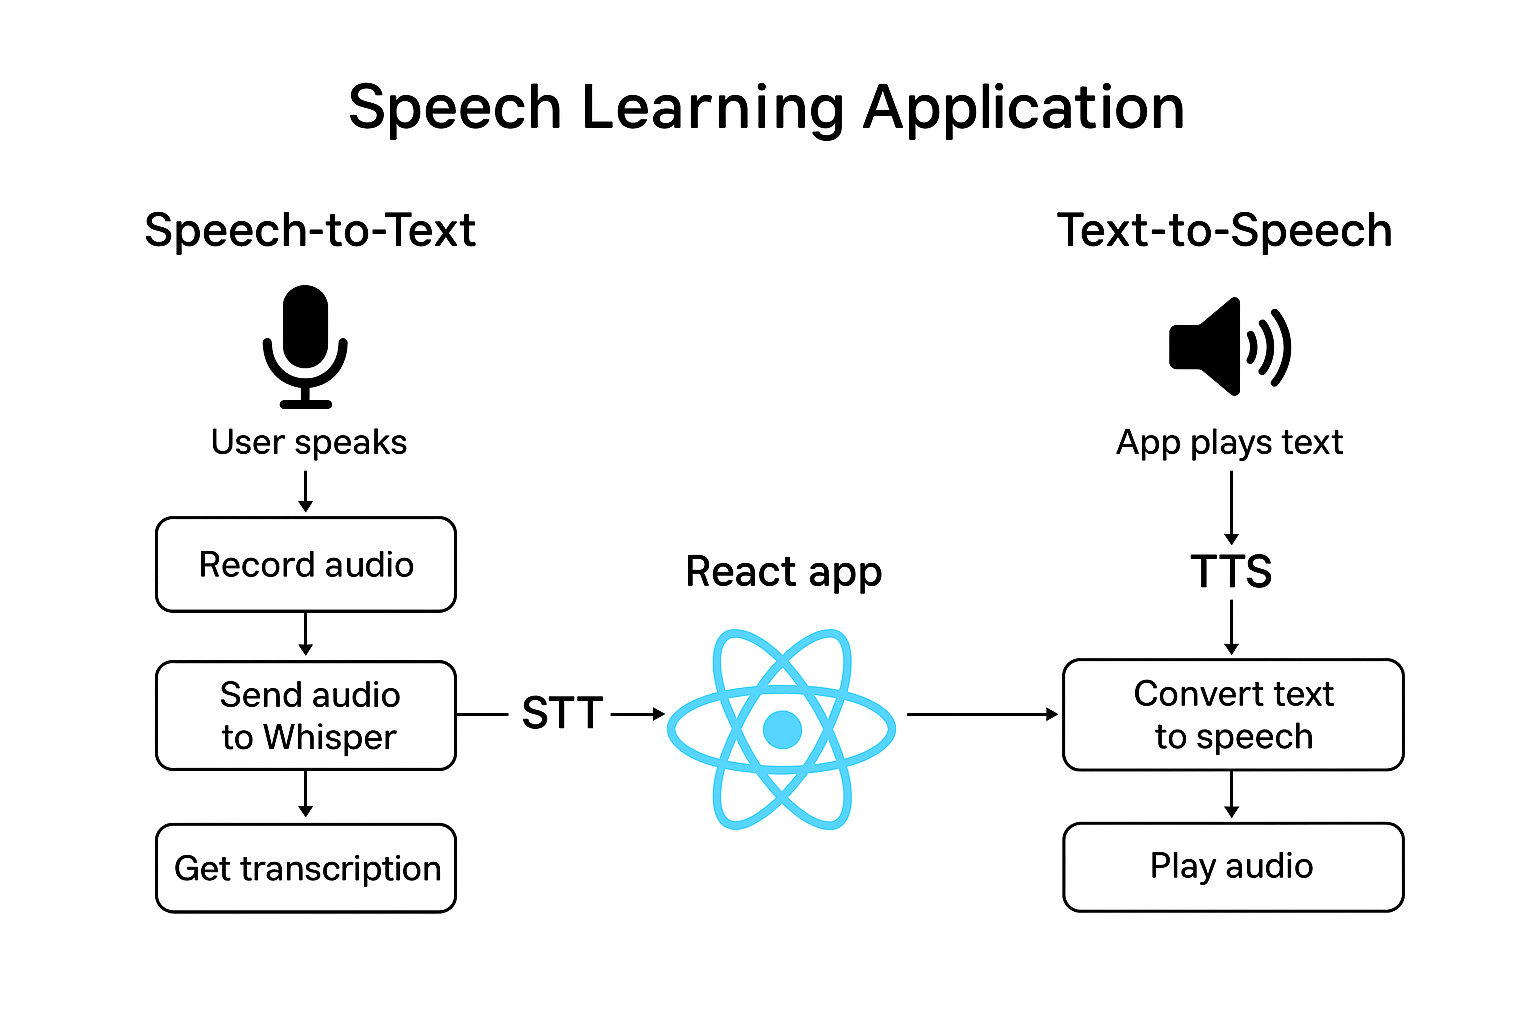 Speech Learning Application
Speech-to-Text
User speaks
Record audio
Send audio
to Whisper
Get transcription
STT
React app
Text-to-Speech
App plays text
TTS
Convert text
to speech
Play audio